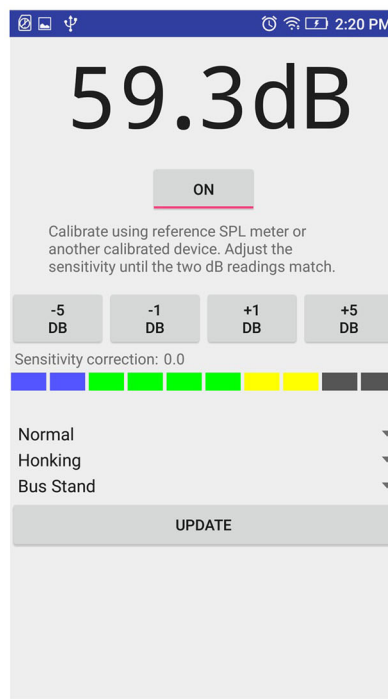 2:20 PM
59.3dB
ON
Calibrate using reference SPL meter or
another calibrated device. Adjust the
sensitivity until the two dB readings match.
-5 -1 +1 +5
DB DB DB DB
Sensitivity correction: 0.0
Normal
Honking
Bus Stand
UPDATE